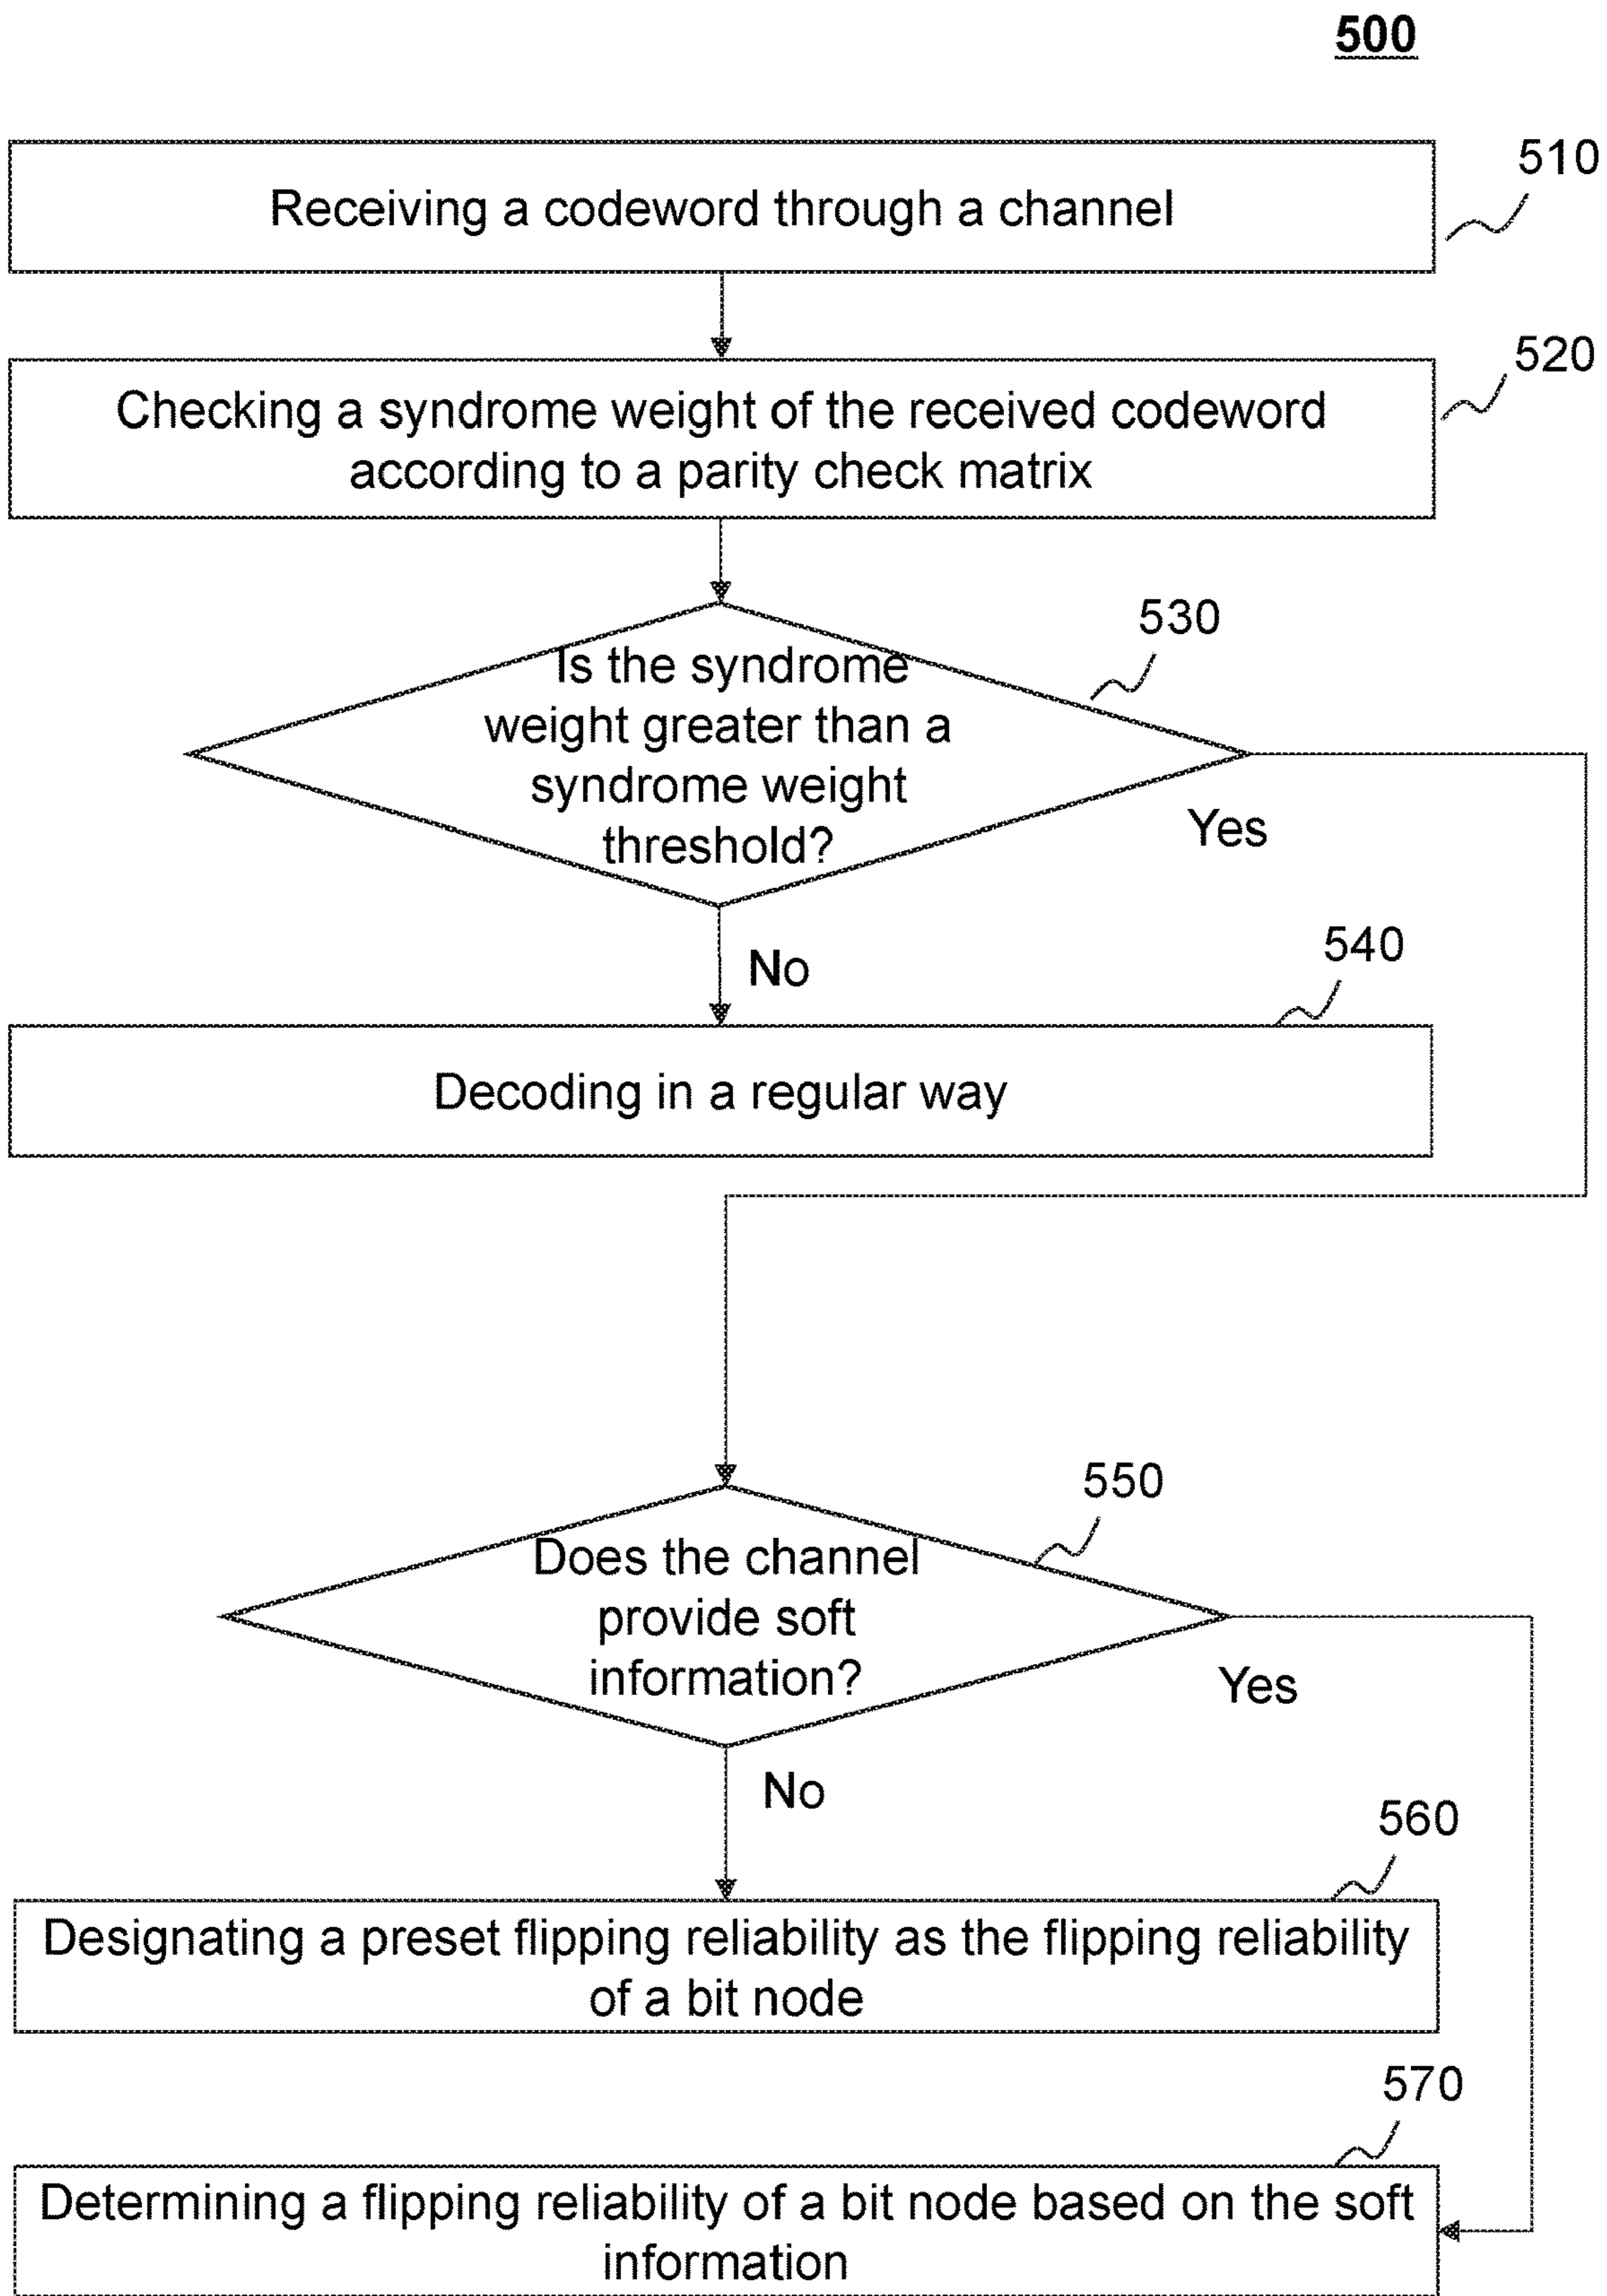 500
510
Receiving a codeword through a channel
520
Checking a syndrome weight of the received codeword
according to a parity check matrix
530
Is the syndrome
weight greater than a
syndrome weight
threshold?
Yes
No
540
Decoding in a regular way
550
Does the channel
provide soft
information?
Yes
No
560
Designating a preset flipping reliability as the flipping reliability
of a bit node
570
Determining a flipping reliability of a bit node based on the soft
information